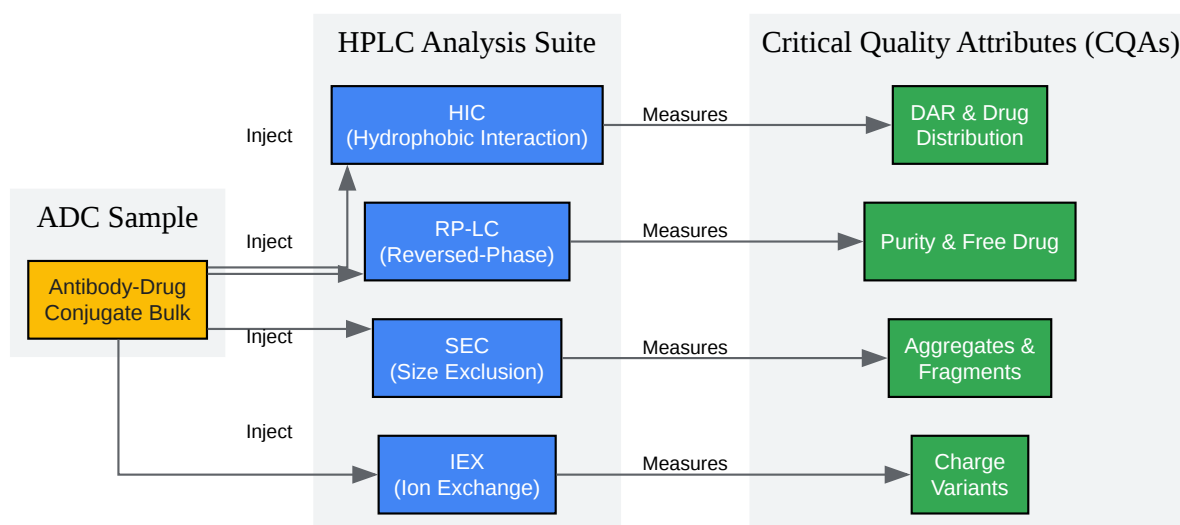 HPLC Analysis Suite
Critical Quality Attributes (CQAs)
ADC Sample
Antibody-Drug
Conjugate Bulk
Inject
HIC
(Hydrophobic Interaction)
Measures
DAR & Drug
Distribution
Inject
RP-LC
(Reversed-Phase)
Measures
Purity & Free Drug
Inject
SEC
(Size Exclusion)
Measures
Aggregates &
Fragments
Inject
IEX
(Ion Exchange)
Measures
Charge
Variants